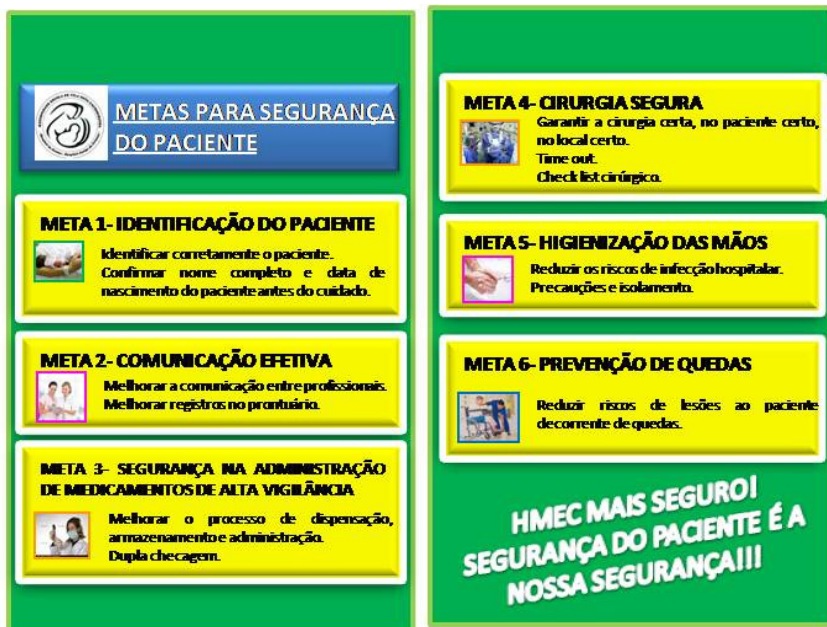 METAS PARA SEGURANÇA
DO PACIENTE
META 1- IDENTIFICAÇÃO DO PACIENTE
Identificar corretamente o paciente.
Confirmar nome completo e data de
nascimento do paciente antes do cuidado.
META 2- COMUNICAÇÃO EFETIVA
Melhorar a comunicação entre profissionais.
Melhorar registros no prontuário.
META 3- SEGURANÇA NA ADMINISTRAÇÃO
DE MEDICAMENTOS DE ALTA VIGILÂNCIA
Melhorar o processo de dispensação,
armazenamento e administração.
Dupla checagem.
META 4- CIRURGIA SEGURA
Garantir a cirurgia certa, no paciente certo,
no local certo.
Time out.
Check list cirúrgico.
META 5- HIGIENIZAÇÃO DAS MÃOS
Reduzir os riscos de infecção hospitalar.
Precauções e isolamento.
META 6- PREVENÇÃO DE QUEDAS
Reduzir riscos de lesões ao paciente
decorrente de quedas.
HMEC MAIS SEGURO!
SEGURANÇA DO PACIENTE É A
NOSSA SEGURANÇA!!!